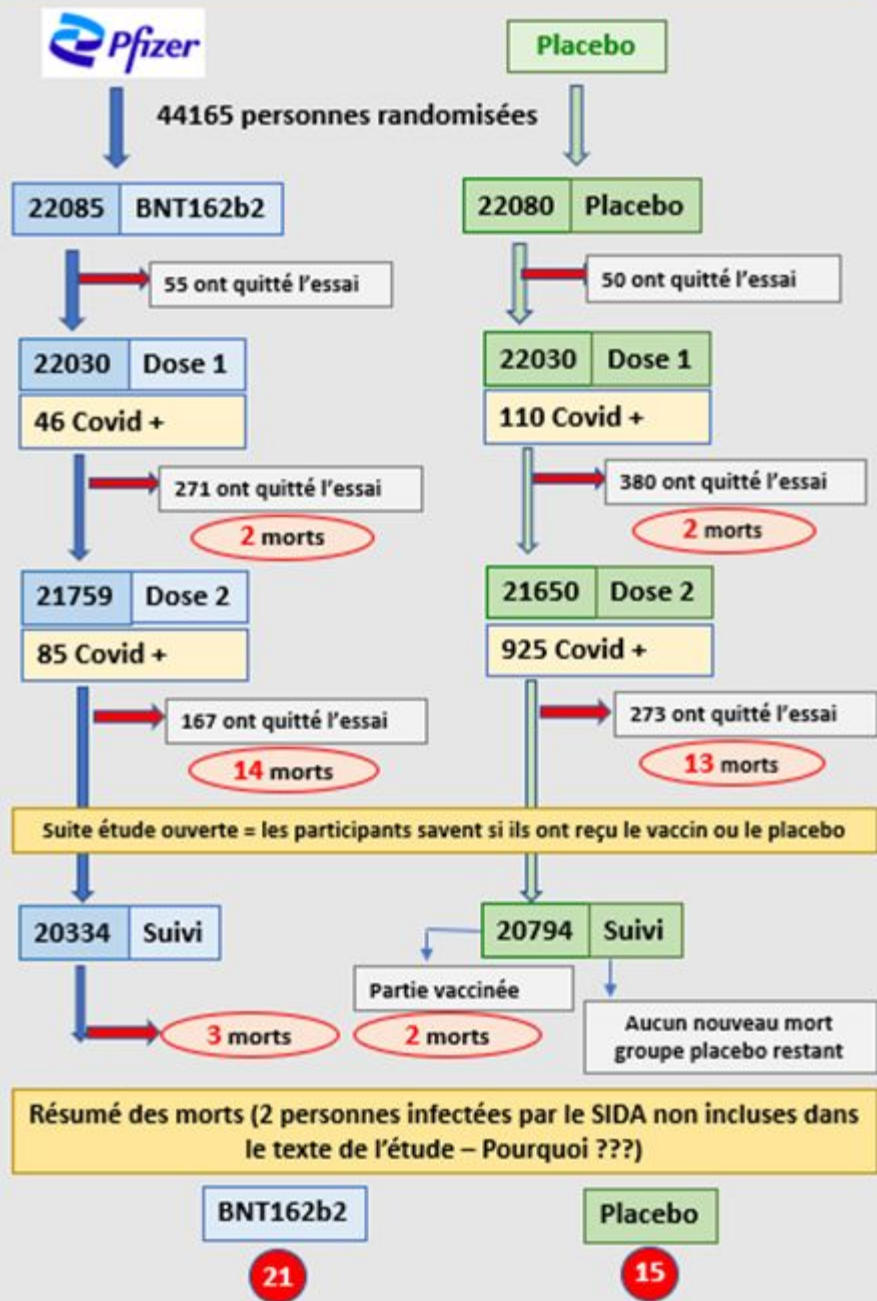 Pfizer
Placebo
44165 personnes randomisées
22085 BNT162b2
22080 Placebo
55 ont quitté l'essai
50 ont quitté l'essai
22030 Dose 1
22030 Dose 1
46 Covid +
110 Covid +
271 ont quitté l'essai
380 ont quitté l'essai
2 morts
2 morts
21759 Dose 2
21650 Dose 2
85 Covid +
925 Covid +
167 ont quitté l'essai
273 ont quitté l'essai
14 morts
13 morts
Suite étude ouverte = les participants savent si ils ont reçu le vaccin ou le placebo
20334 Suivi
20794 Suivi
Partie vaccinée
3 morts
2 morts
Aucun nouveau mort
groupe placebo restant
Résumé des morts (2 personnes infectées par le SIDA non incluses dans
le texte de l'étude – Pourquoi ???)
BNT162b2
Placebo
21
15